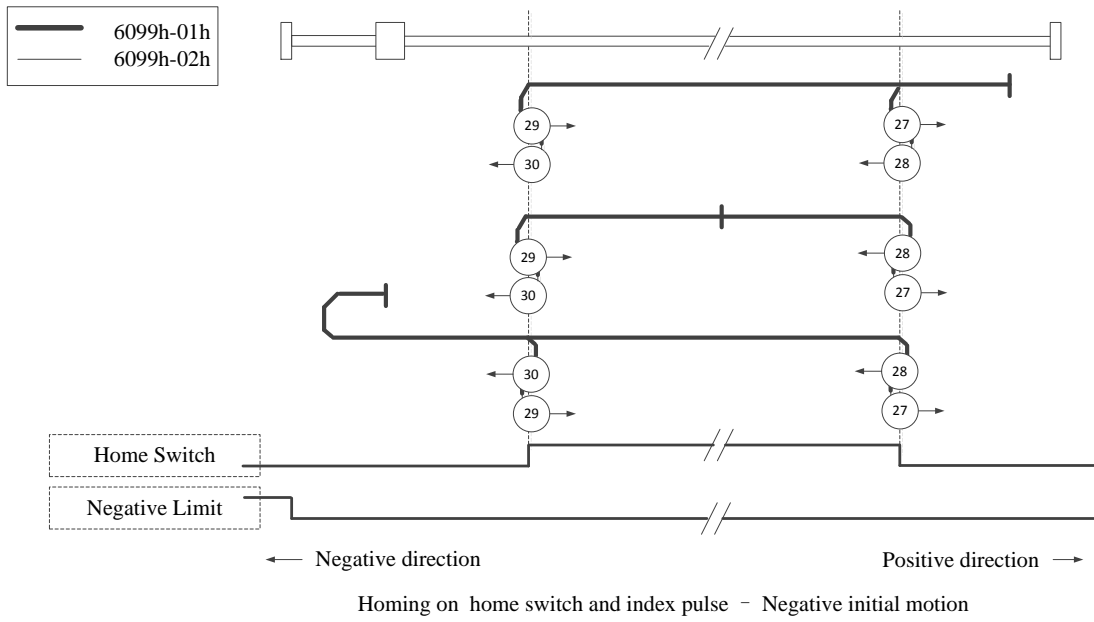 6099h-01h
6099h-02h
29
27
30
28
29
28
30
27
30
28
29
27
Home Switch
Negative Limit
Negative direction
Positive direction
Homing on home switch and index pulse - Negative initial motion